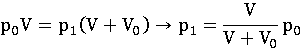 p₀V = p₁(V + V₀) → p₁ = V / (V + V₀) p₀